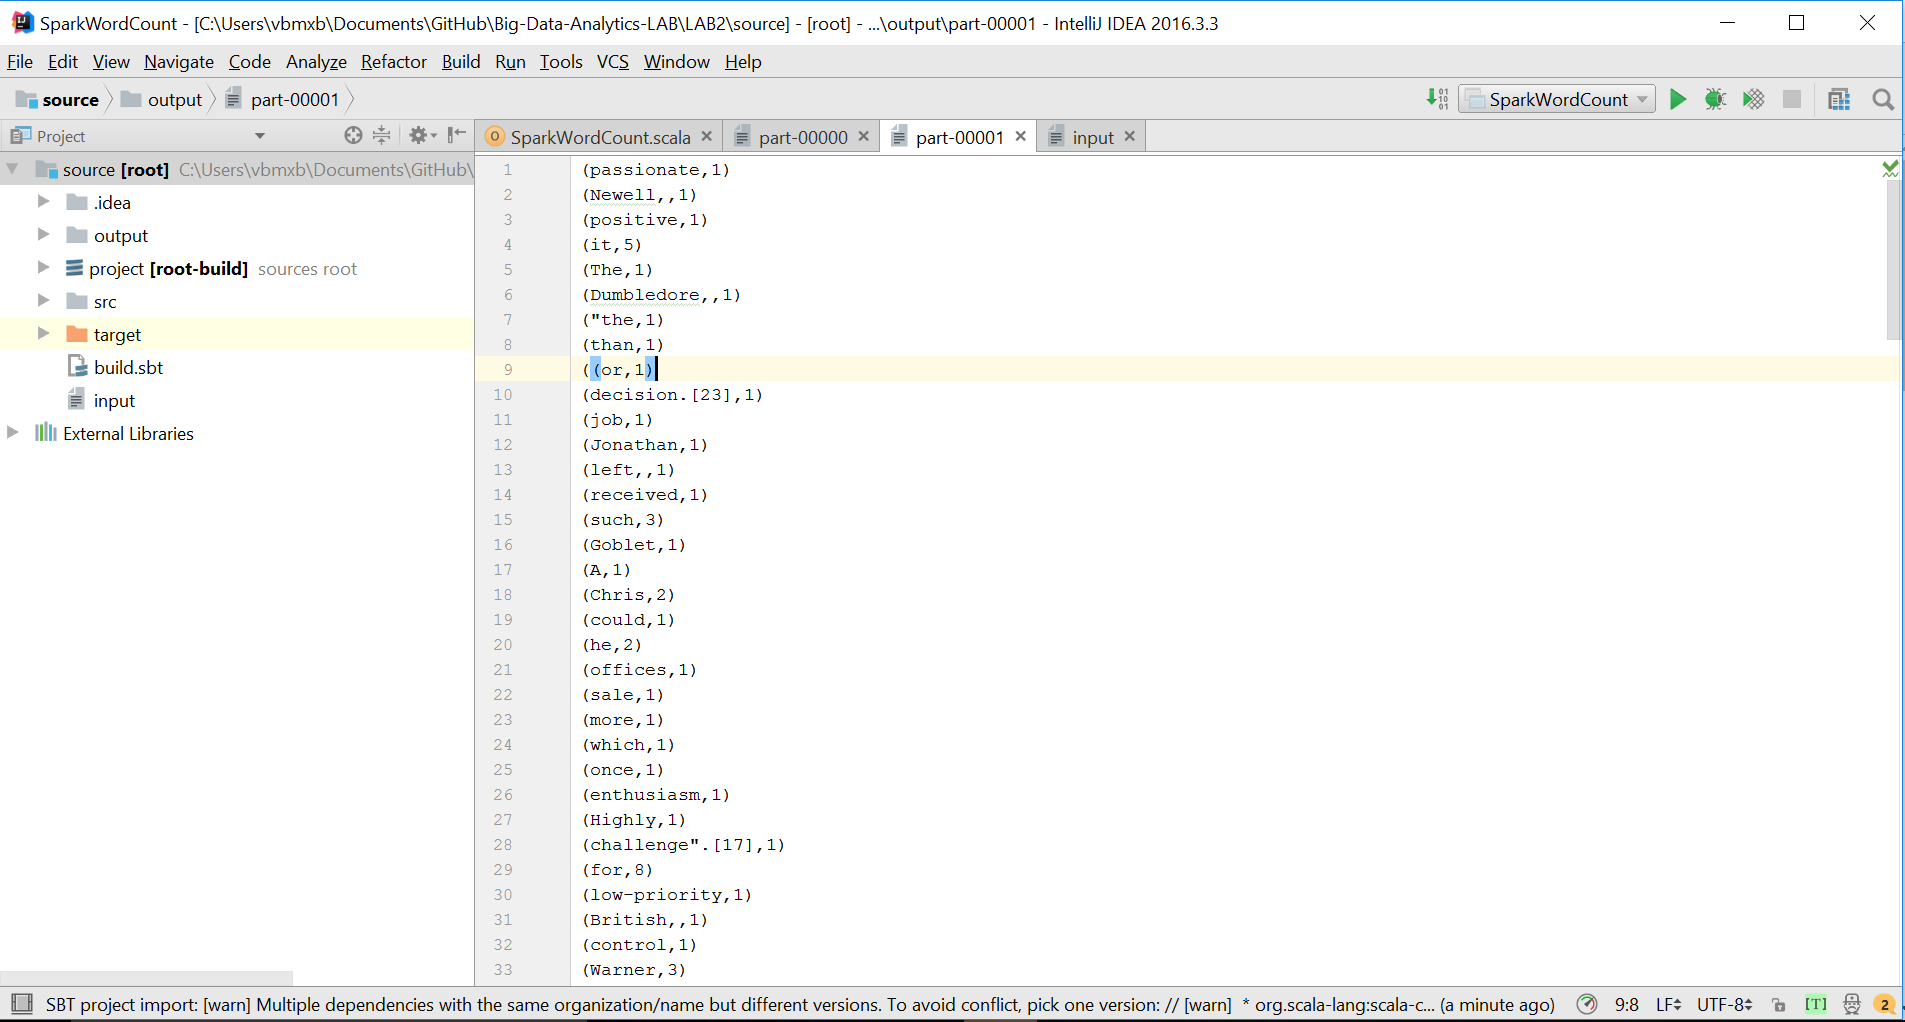 SparkWordCount - [C:\Users\vbmxb\Documents\GitHub\Big-Data-Analytics-LAB\LAB2\source] - [root] - ...\output\part-00001 - IntelliJ IDEA 2016.3.3
File Edit View Navigate Code Analyze Refactor Build Run Tools VCS Window Help
source output part-00001 SparkWordCount
Project SparkWordCount.scala part-00000 part-00001 input
source [root] C:\Users\vbmxb\Documents\GitHub\
.idea
output
project [root-build] sources root
src
target
build.sbt
input
External Libraries
1 (passionate,1)
2 (Newell,,1)
3 (positive,1)
4 (it,5)
5 (The,1)
6 (Dumbledore,,1)
7 ("the,1)
8 (than,1)
9 ((or,1)
10 (decision.[23],1)
11 (job,1)
12 (Jonathan,1)
13 (left,,1)
14 (received,1)
15 (such,3)
16 (Goblet,1)
17 (A,1)
18 (Chris,2)
19 (could,1)
20 (he,2)
21 (offices,1)
22 (sale,1)
23 (more,1)
24 (which,1)
25 (once,1)
26 (enthusiasm,1)
27 (Highly,1)
28 (challenge".[17],1)
29 (for,8)
30 (low-priority,1)
31 (British,,1)
32 (control,1)
33 (Warner,3)
SBT project import: [warn] Multiple dependencies with the same organization/name but different versions. To avoid conflict, pick one version: // [warn] * org.scala-lang:scala-c... (a minute ago) 9:8 LF UTF-8 [T] 2